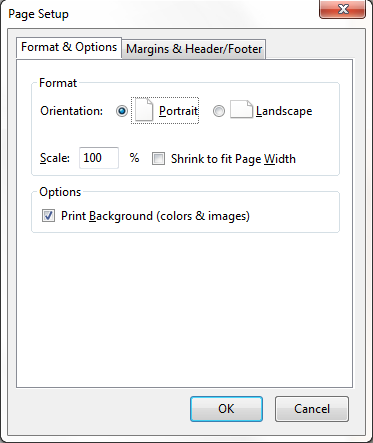 Page Setup
Format & Options Margins & Header/Footer
Format
Orientation: Portrait Landscape
Scale: 100 % Shrink to fit Page Width
Options
Print Background (colors & images)
OK Cancel